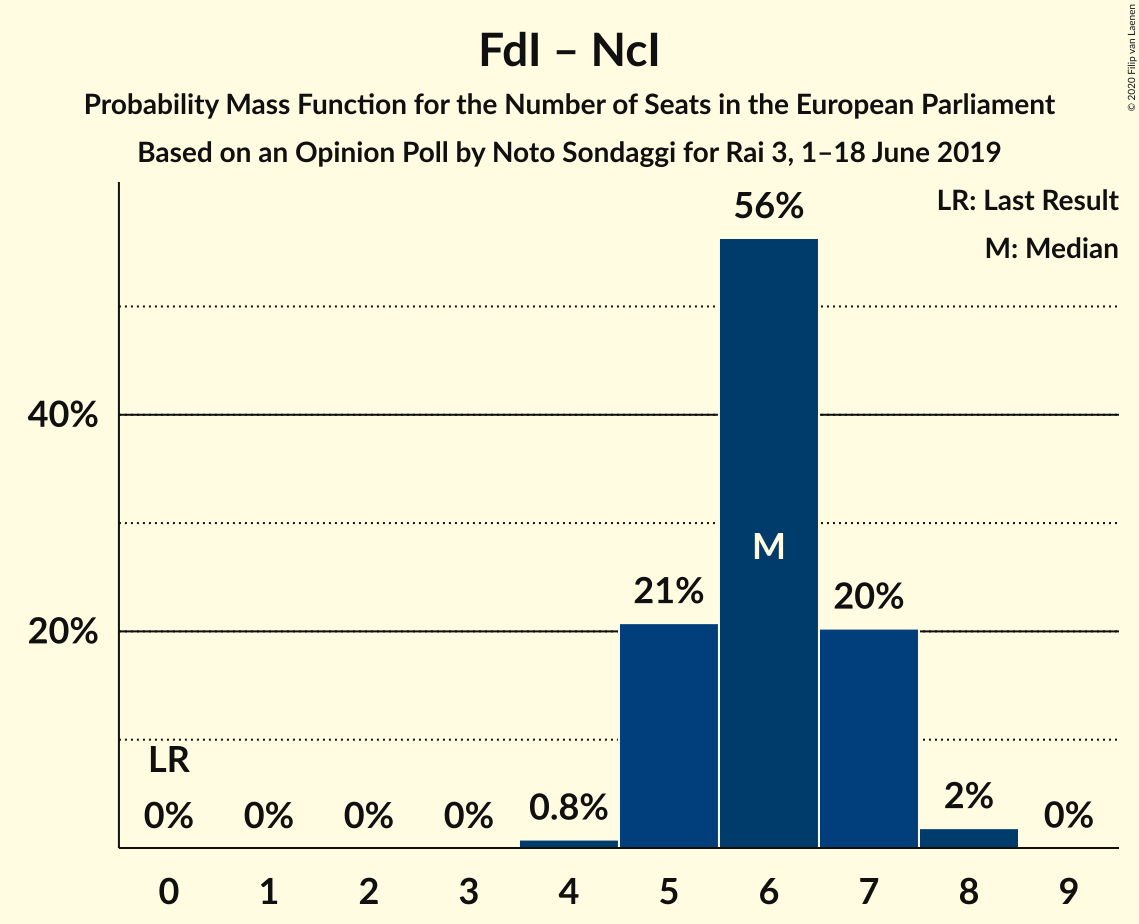 FdI – NcI
Probability Mass Function for the Number of Seats in the European Parliament
Based on an Opinion Poll by Noto Sondaggi for Rai 3, 1–18 June 2019
© 2020 Filip van Laenen
LR: Last Result
M: Median
56%
40%
M
21%
20%
20%
LR
0%
0%
0%
0%
0.8%
2%
0%
0
1
2
3
4
5
6
7
8
9